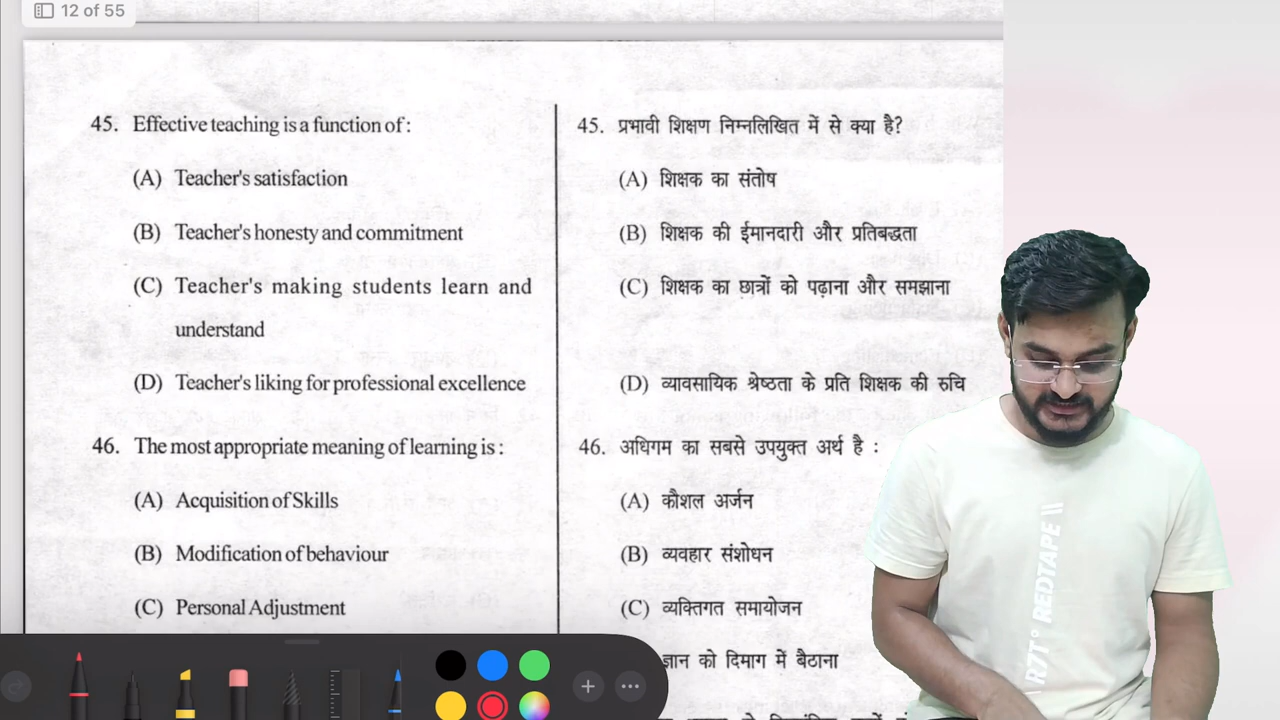 12 of 55
45. Effective teaching is a function of :
(A) Teacher's satisfaction
(B) Teacher's honesty and commitment
(C) Teacher's making students learn and
understand
(D) Teacher's liking for professional excellence
46. The most appropriate meaning of learning is :
(A) Acquisition of Skills
(B) Modification of behaviour
(C) Personal Adjustment
45. प्रभावी शिक्षण निम्नलिखित में से क्या है?
(A) शिक्षक का संतोष
(B) शिक्षक की ईमानदारी और प्रतिबद्धता
(C) शिक्षक का छात्रों को पढ़ाना और समझाना
(D) व्यावसायिक श्रेष्ठता के प्रति शिक्षक की रुचि
46. अधिगम का सबसे उपयुक्त अर्थ है :
(A) कौशल अर्जन
(B) व्यवहार संशोधन
(C) व्यक्तिगत समायोजन
ज्ञान को दिमाग में बैठाना
REDTAPE